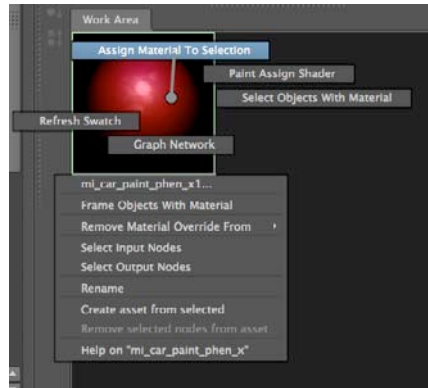 Work Area
Assign Material To Selection
Paint Assign Shader
Select Objects With Material
Refresh Swatch
Graph Network
mi_car_paint_phen_x1...
Frame Objects With Material
Remove Material Override From
Select Input Nodes
Select Output Nodes
Rename
Create asset from selected
Remove selected nodes from asset
Help on "mi_car_paint_phen_x"